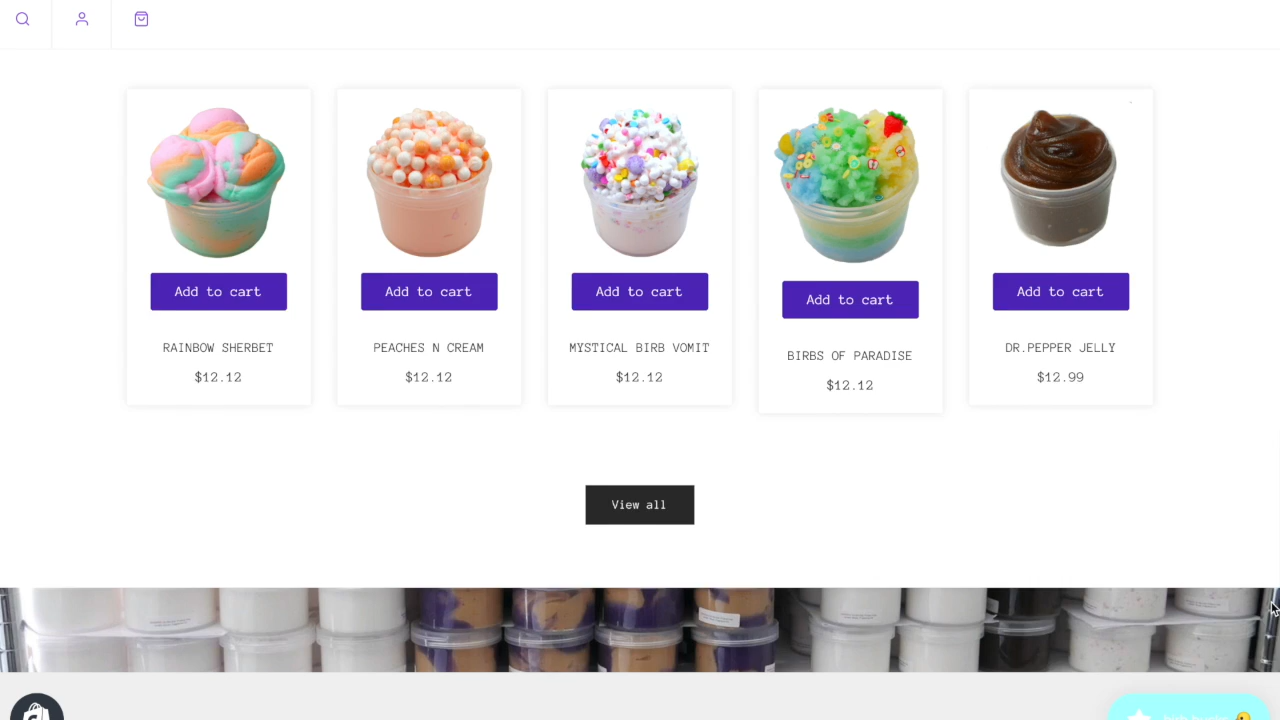 Add to cart
Add to cart
Add to cart
Add to cart
Add to cart
RAINBOW SHERBET
PEACHES N CREAM
MYSTICAL BIRB VOMIT
BIRBS OF PARADISE
DR.PEPPER JELLY
$12.12
$12.12
$12.12
$12.12
$12.99
View all